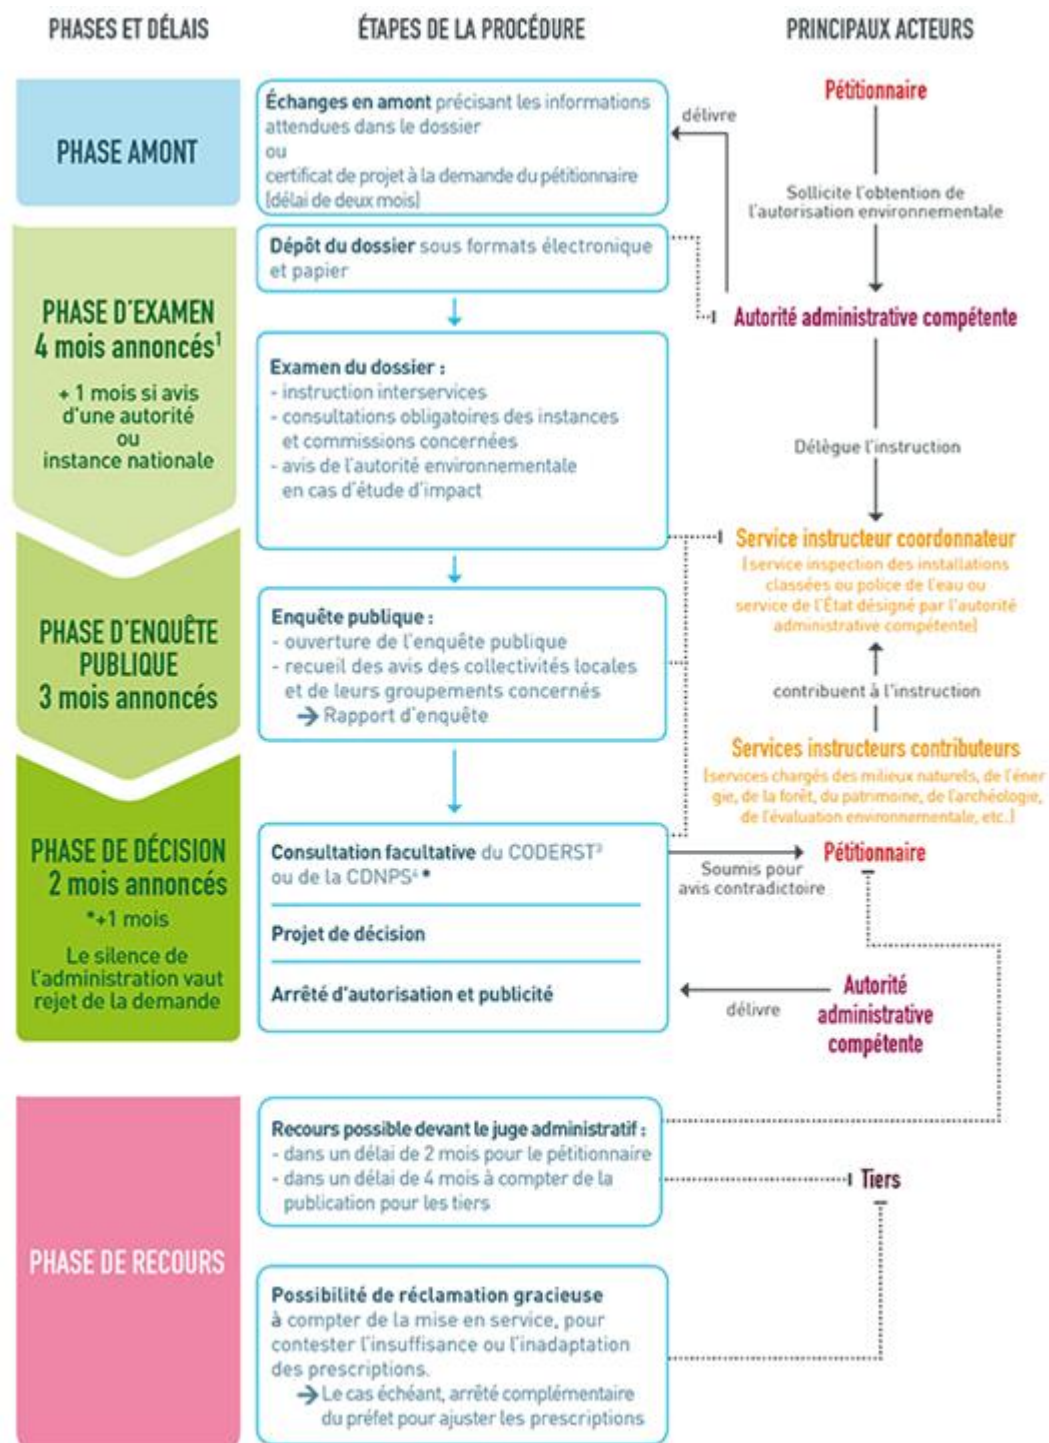 PHASES ET DÉLAIS
ÉTAPES DE LA PROCÉDURE
PRINCIPAUX ACTEURS
PHASE AMONT
Échanges en amont précisant les informations
attendues dans le dossier
ou
certificat de projet à la demande du pétitionnaire
(délai de deux mois)
délivre
Pétitionnaire
Sollicite l'obtention de
l'autorisation environnementale
PHASE D'EXAMEN
4 mois annoncés¹
+ 1 mois si avis
d'une autorité
ou
instance nationale
Dépôt du dossier sous formats électronique
et papier
Autorité administrative compétente
Examen du dossier :
- instruction interservices
- consultations obligatoires des instances
et commissions concernées
- avis de l'autorité environnementale
en cas d'étude d'impact
Délègue l'instruction
Service instructeur coordonnateur
(service inspection des installations
classées ou police de l'eau ou
service de l'État désigné par l'autorité
administrative compétente)
PHASE D'ENQUÊTE
PUBLIQUE
3 mois annoncés
Enquête publique :
- ouverture de l'enquête publique
- recueil des avis des collectivités locales
et de leurs groupements concernés
→ Rapport d'enquête
contribuent à l'instruction
Services instructeurs contributeurs
(services chargés des milieux naturels, de l'éner
gie, de la forêt, du patrimoine, de l'archéologie,
de l'évaluation environnementale, etc.)
PHASE DE DÉCISION
2 mois annoncés
*+1 mois
Le silence de
l'administration vaut
rejet de la demande
Consultation facultative du CODERST³
ou de la CDNPS⁴ *
Projet de décision
Arrêté d'autorisation et publicité
Soumis pour
avis contradictoire
Pétitionnaire
délivre
Autorité
administrative
compétente
PHASE DE RECOURS
Recours possible devant le juge administratif :
- dans un délai de 2 mois pour le pétitionnaire
- dans un délai de 4 mois à compter de la
publication pour les tiers
Tiers
Possibilité de réclamation gracieuse
à compter de la mise en service, pour
contester l'insuffisance ou l'inadaptation
des prescriptions.
→ Le cas échéant, arrêté complémentaire
du préfet pour ajuster les prescriptions